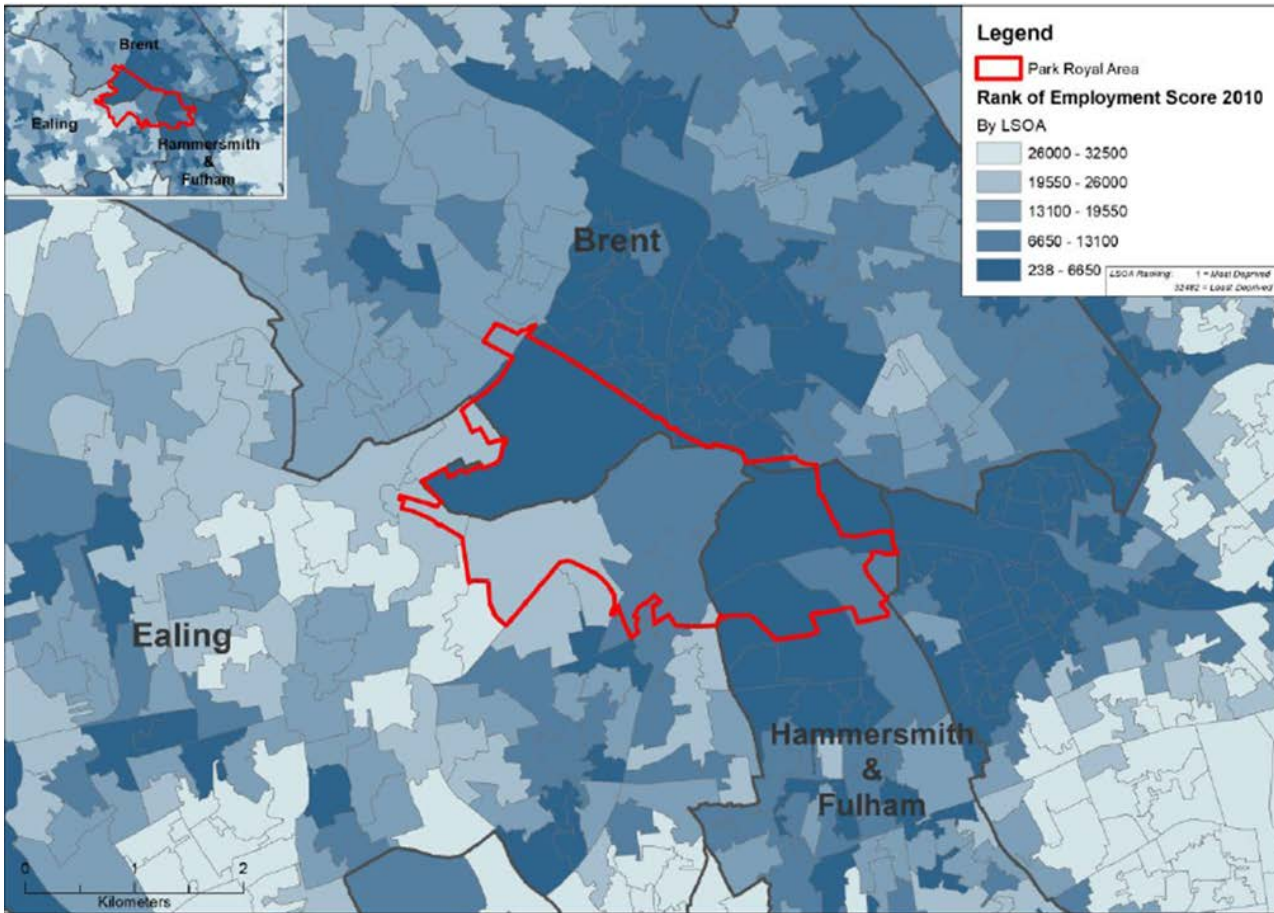 Brent
Ealing
Hammersmith
&
Fulham
Legend
Park Royal Area
Rank of Employment Score 2010
By LSOA
26000 - 32500
19550 - 26000
13100 - 19550
6650 - 13100
238 - 6650
LSOA Ranking: 1 = Most Deprived
32482 = Least Deprived
Brent
Ealing
Hammersmith
&
Fulham
0 1 2
Kilometers